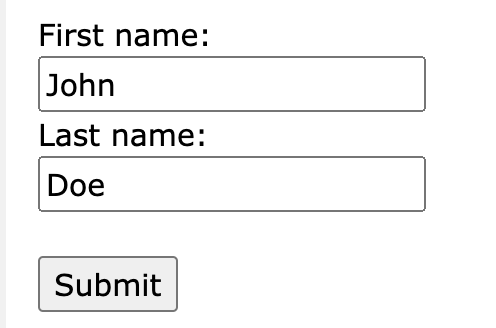 First name:
John
Last name:
Doe
Submit